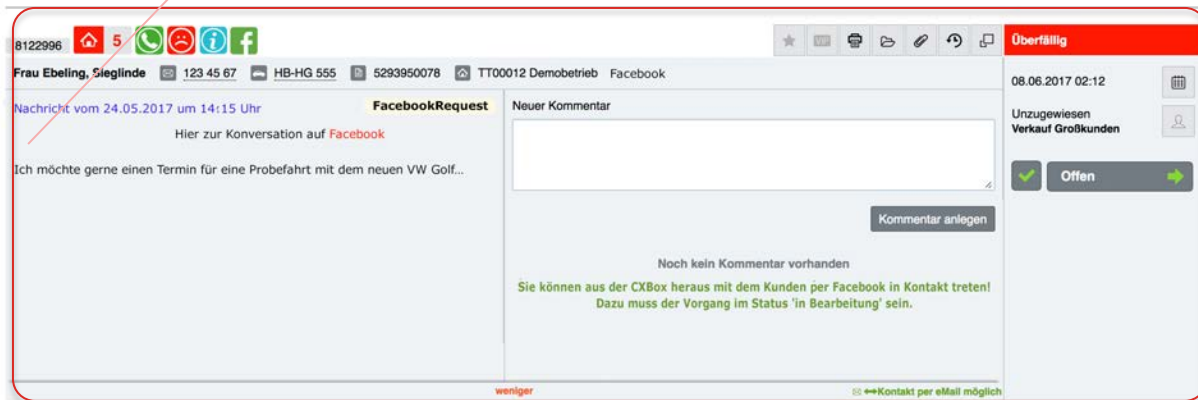 8122996 5 VIP Überfällig
Frau Ebeling, Sieglinde 123 45 67 HB-HG 555 5293950078 TT00012 Demobetrieb Facebook
08.06.2017 02:12
Nachricht vom 24.05.2017 um 14:15 Uhr FacebookRequest
Hier zur Konversation auf Facebook
Ich möchte gerne einen Termin für eine Probefahrt mit dem neuen VW Golf...
Neuer Kommentar
Kommentar anlegen
Noch kein Kommentar vorhanden
Sie können aus der CXBox heraus mit dem Kunden per Facebook in Kontakt treten!
Dazu muss der Vorgang im Status 'in Bearbeitung' sein.
Unzugewiesen
Verkauf Großkunden
Offen
weniger
Kontakt per eMail möglich